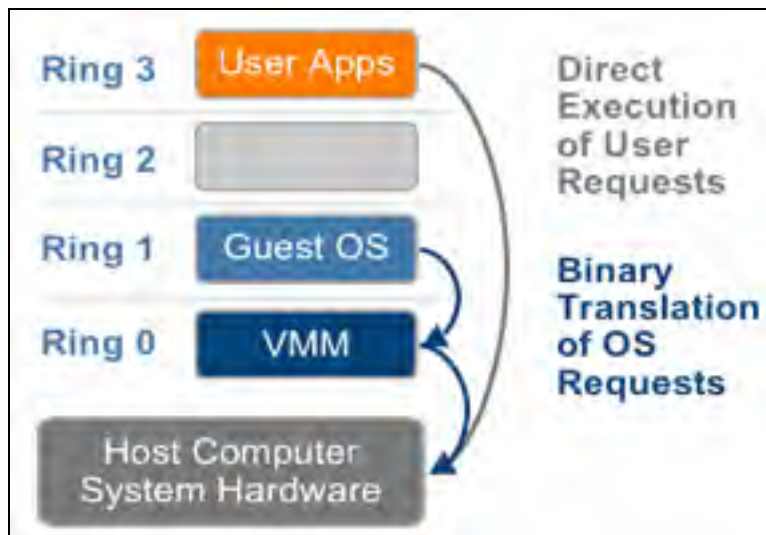 Ring 3
User Apps
Ring 2
Ring 1
Guest OS
Ring 0
VMM
Host Computer
System Hardware
Direct
Execution
of User
Requests
Binary
Translation
of OS
Requests